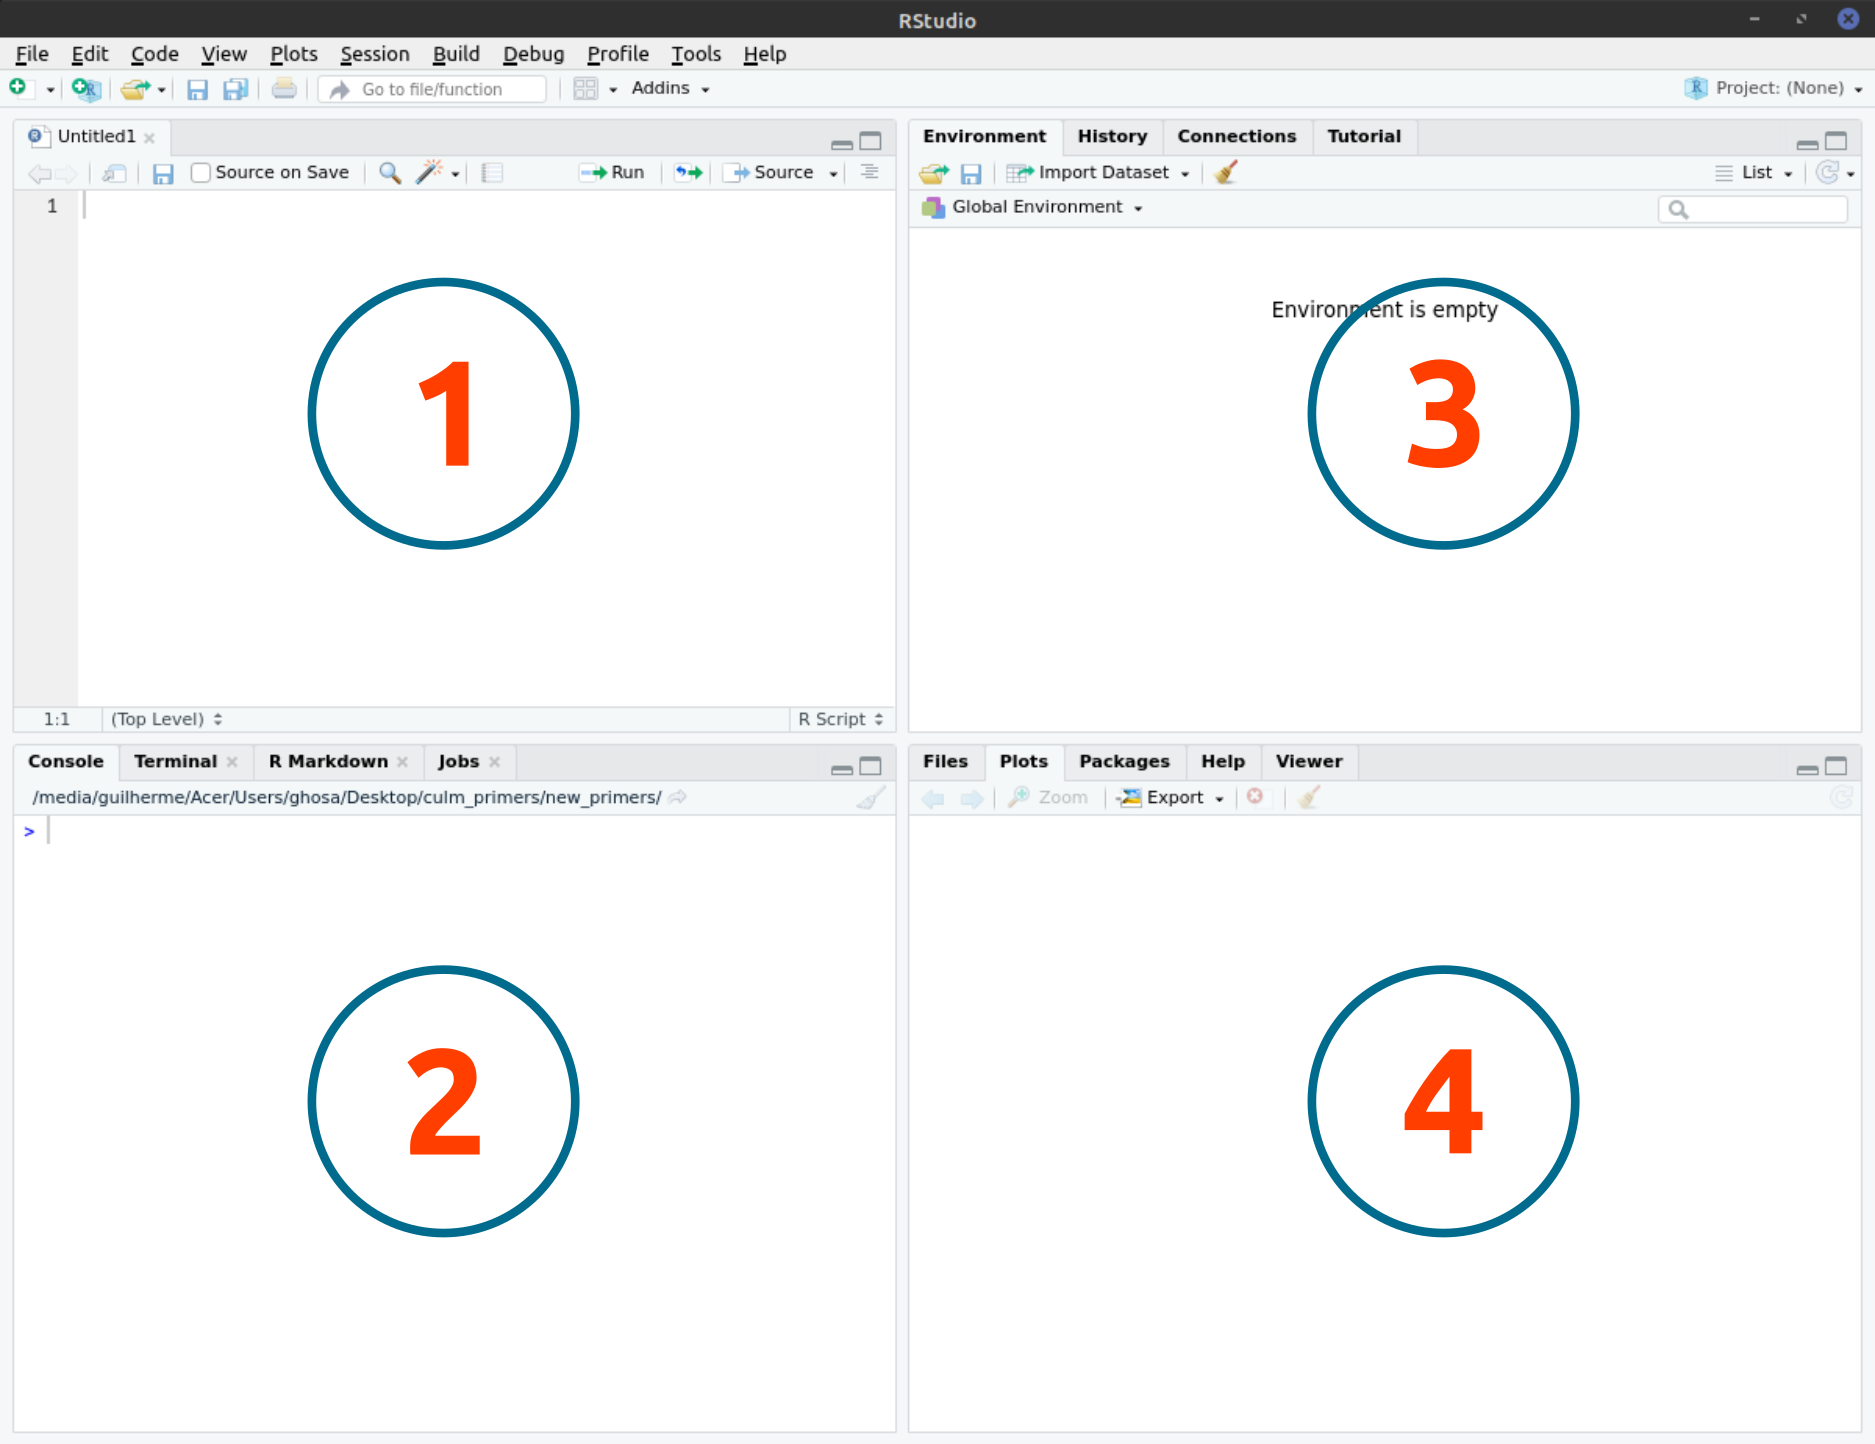 RStudio
File Edit Code View Plots Session Build Debug Profile Tools Help
Go to file/function Addins Project: (None)
Untitled1
Source on Save Run Source
1
1
1:1 (Top Level) R Script
Environment History Connections Tutorial
Import Dataset List
Global Environment
Environment is empty
3
Console Terminal R Markdown Jobs
/media/guilherme/Acer/Users/ghosa/Desktop/culm_primers/new_primers/
>
2
Files Plots Packages Help Viewer
Zoom Export
4